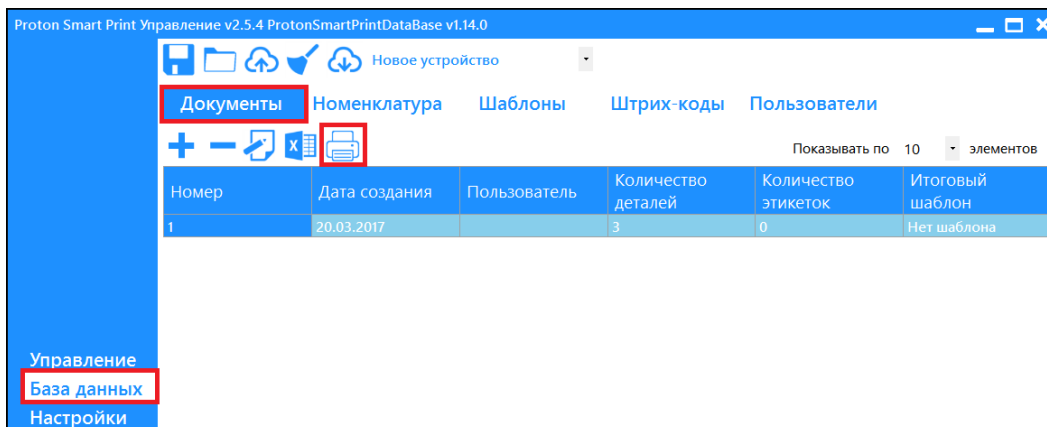 Proton Smart Print Управление v2.5.4 ProtonSmartPrintDataBase v1.14.0
Новое устройство
Документы Номенклатура Шаблоны Штрих-коды Пользователи
Показывать по 10 элементов
Номер Дата создания Пользователь Количество деталей Количество этикеток Итоговый шаблон
1 20.03.2017 3 0 Нет шаблона
Управление
База данных
Настройки